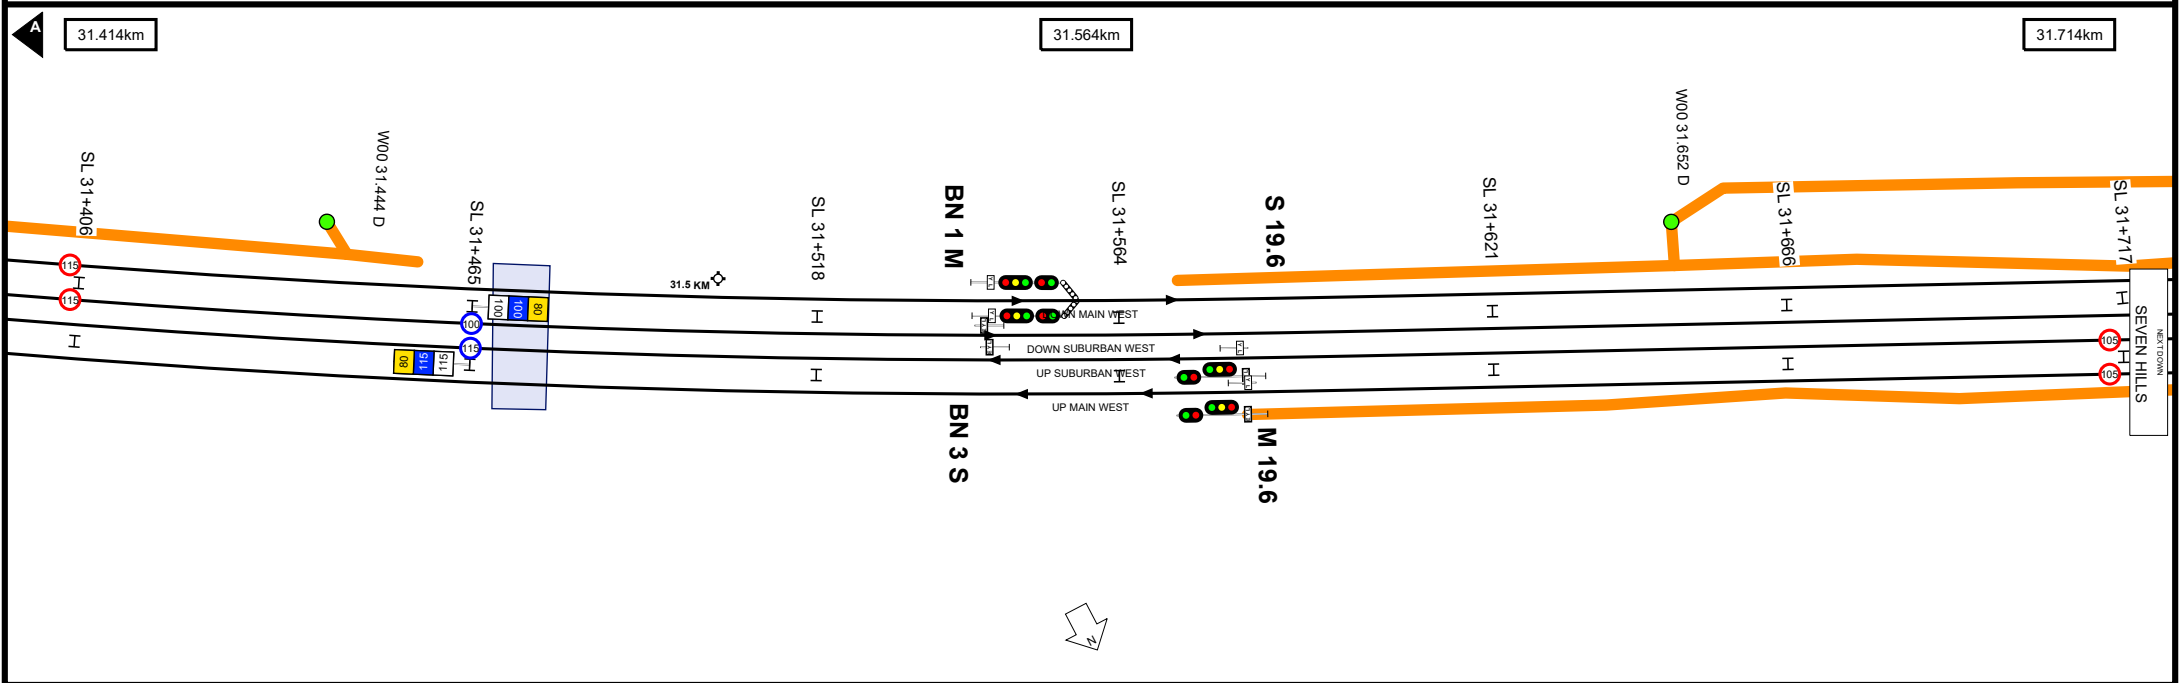 A
31.414km
31.564km
31.714km
SL 31+406
W00 31.444 D
SL 31+465
SL 31+518
BN 1 M
SL 31+564
S 19.6
SL 31+621
W00 31.652 D
SL 31+666
SL 31+717
115
115
100
115
100
100
80
80
115
115
31.5 KM
MAIN WEST
DOWN SUBURBAN WEST
UP SUBURBAN WEST
UP MAIN WEST
BN 3 S
M 19.6
105
105
SEVEN HILLS
NEXT DOWN
N